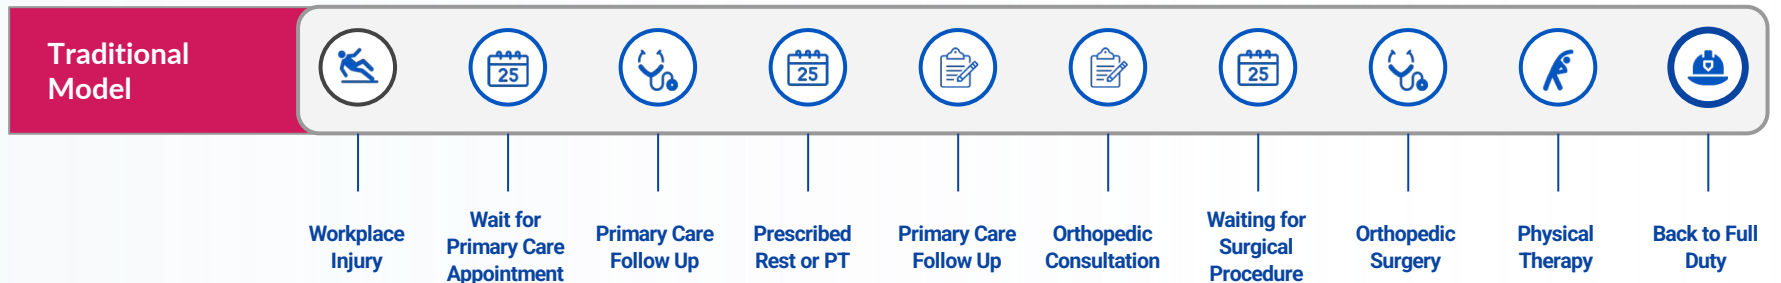 Traditional
Model
25
25
25
Workplace
Injury
Wait for
Primary Care
Appointment
Primary Care
Follow Up
Prescribed
Rest or PT
Primary Care
Follow Up
Orthopedic
Consultation
Waiting for
Surgical
Procedure
Orthopedic
Surgery
Physical
Therapy
Back to Full
Duty